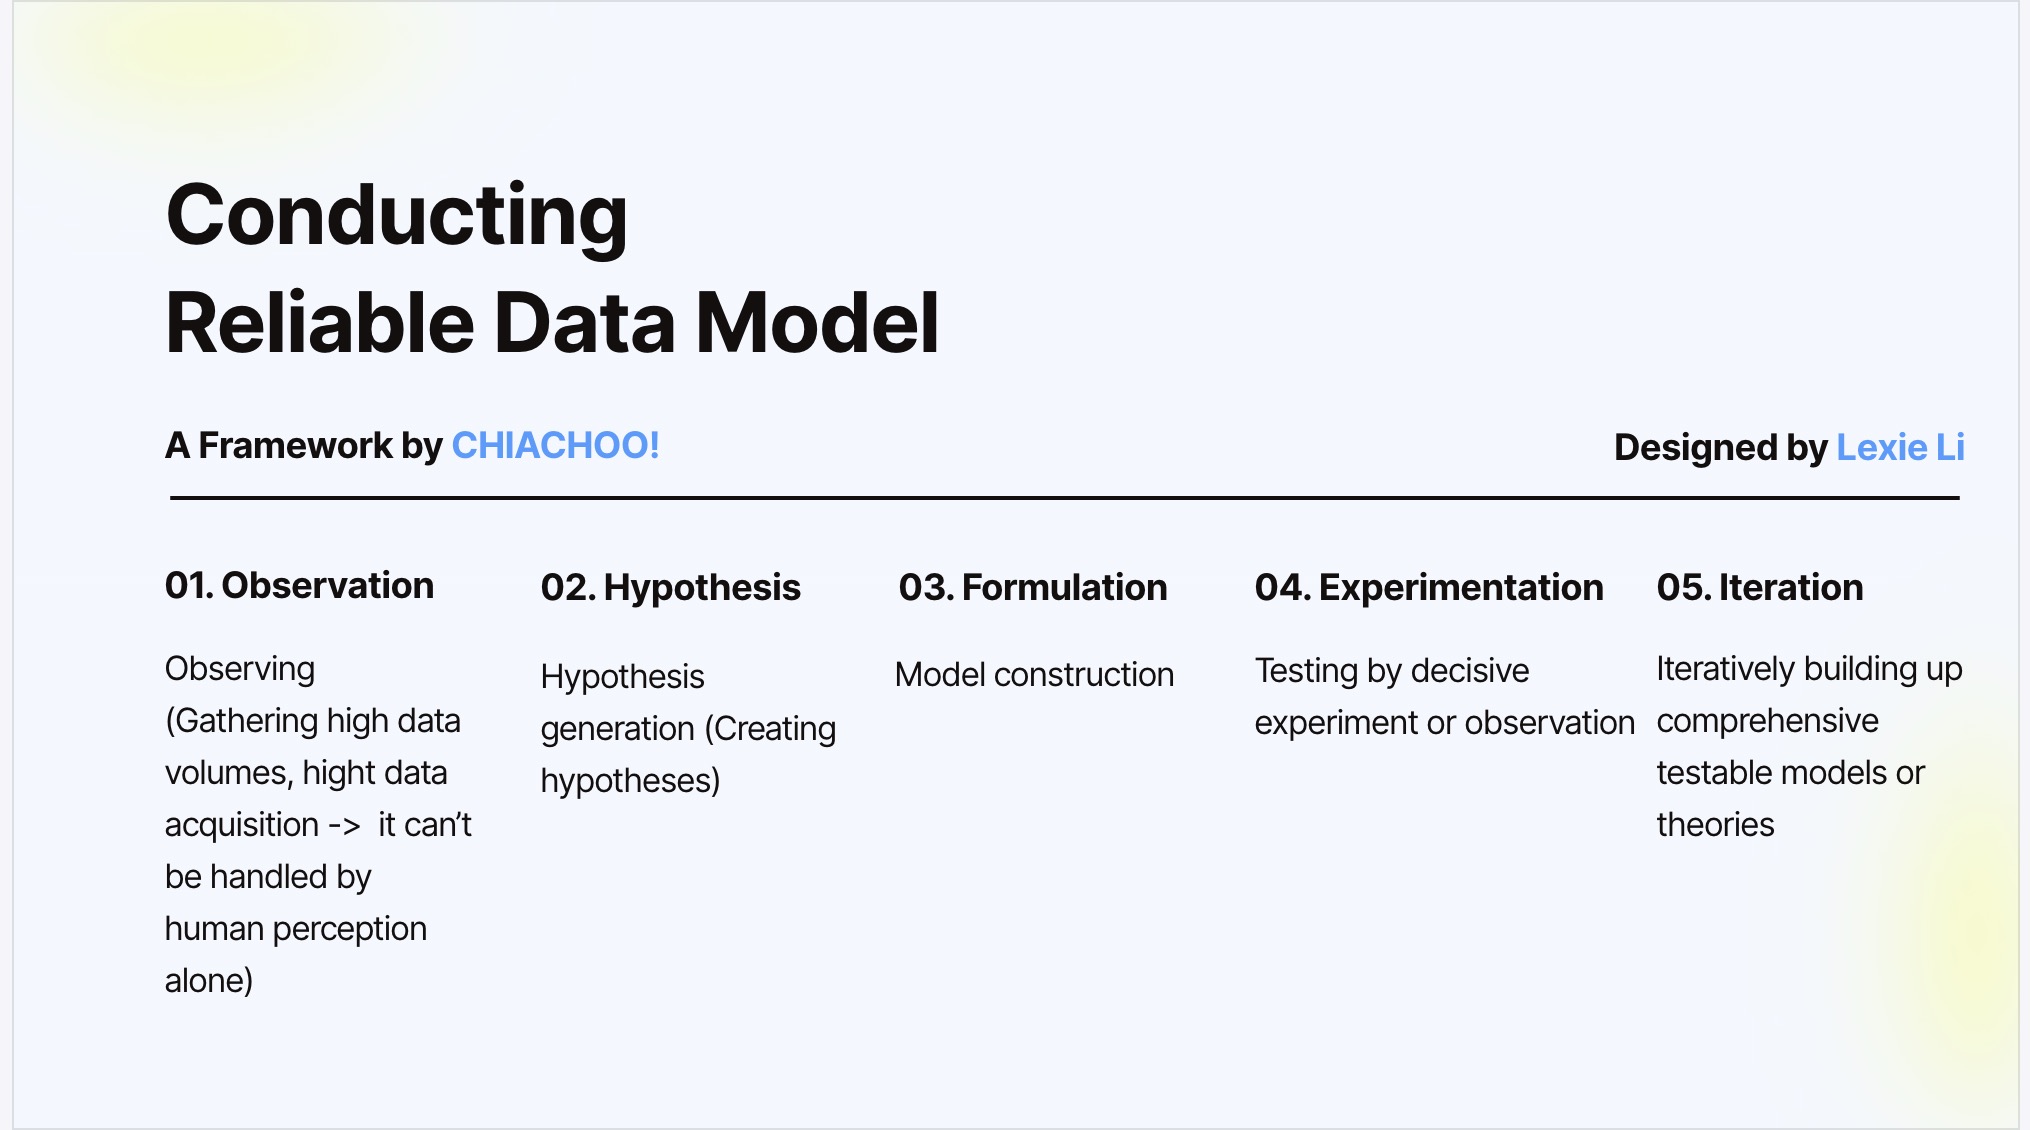 Conducting
Reliable Data Model
A Framework by CHIACHOO!
Designed by Lexie Li
01. Observation
Observing
(Gathering high data
volumes, hight data
acquisition ->  it can’t
be handled by
human perception
alone)
02. Hypothesis
Hypothesis
generation (Creating
hypotheses)
03. Formulation
Model construction
04. Experimentation
Testing by decisive
experiment or observation
05. Iteration
Iteratively building up
comprehensive
testable models or
theories